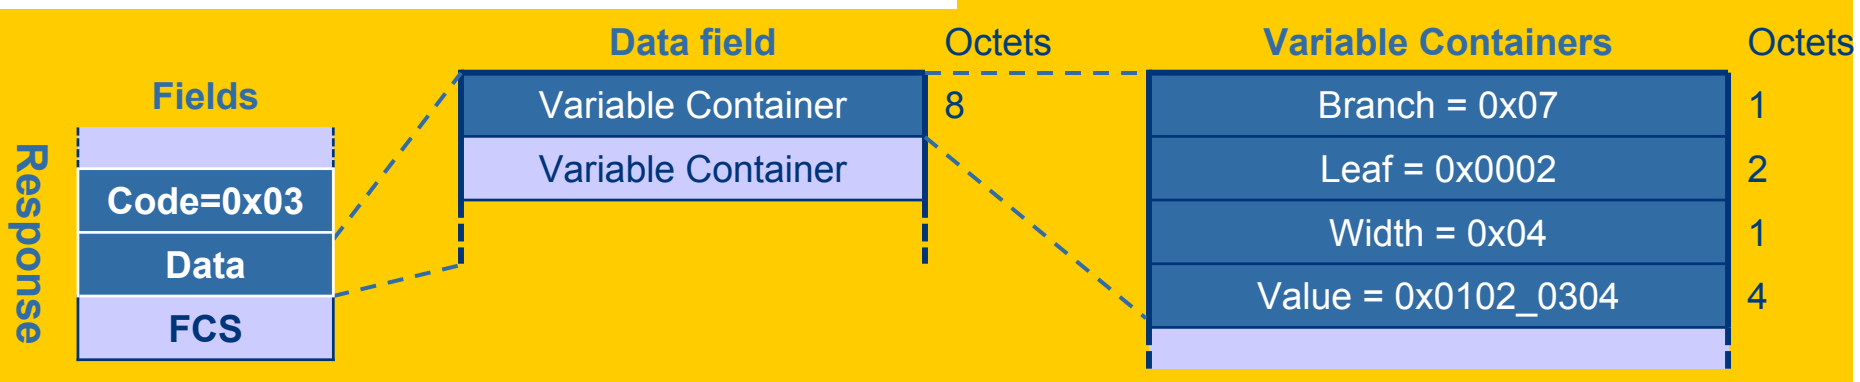 Response
Fields
Code=0x03
Data
FCS
Data field Octets
Variable Container 8
Variable Container
Variable Containers Octets
Branch = 0x07 1
Leaf = 0x0002 2
Width = 0x04 1
Value = 0x0102_0304 4